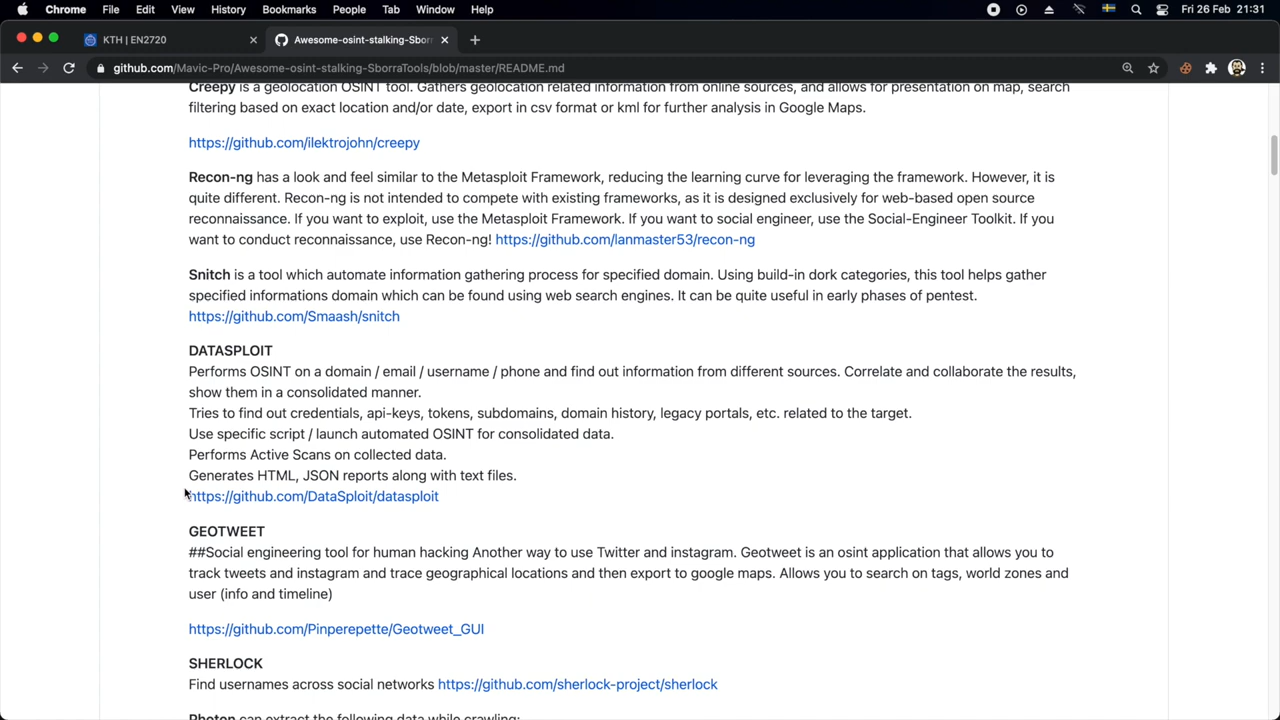 Chrome File Edit View History Bookmarks People Tab Window Help Fri 26 Feb 21:31
KTH | EN2720
Awesome-osint-stalking-Sborr
github.com/Mavic-Pro/Awesome-osint-stalking-SborraTools/blob/master/README.md
Creepy is a geolocation OSINT tool. Gathers geolocation related information from online sources, and allows for presentation on map, search
filtering based on exact location and/or date, export in csv format or kml for further analysis in Google Maps.
https://github.com/ilektrojohn/creepy
Recon-ng has a look and feel similar to the Metasploit Framework, reducing the learning curve for leveraging the framework. However, it is
quite different. Recon-ng is not intended to compete with existing frameworks, as it is designed exclusively for web-based open source
reconnaissance. If you want to exploit, use the Metasploit Framework. If you want to social engineer, use the Social-Engineer Toolkit. If you
want to conduct reconnaissance, use Recon-ng! https://github.com/lanmaster53/recon-ng
Snitch is a tool which automate information gathering process for specified domain. Using build-in dork categories, this tool helps gather
specified informations domain which can be found using web search engines. It can be quite useful in early phases of pentest.
https://github.com/Smaash/snitch
DATASPLOIT
Performs OSINT on a domain / email / username / phone and find out information from different sources. Correlate and collaborate the results,
show them in a consolidated manner.
Tries to find out credentials, api-keys, tokens, subdomains, domain history, legacy portals, etc. related to the target.
Use specific script / launch automated OSINT for consolidated data.
Performs Active Scans on collected data.
Generates HTML, JSON reports along with text files.
https://github.com/DataSploit/datasploit
GEOTWEET
##Social engineering tool for human hacking Another way to use Twitter and instagram. Geotweet is an osint application that allows you to
track tweets and instagram and trace geographical locations and then export to google maps. Allows you to search on tags, world zones and
user (info and timeline)
https://github.com/Pinperepette/Geotweet_GUI
SHERLOCK
Find usernames across social networks https://github.com/sherlock-project/sherlock
Photon can extract the following data while crawling: